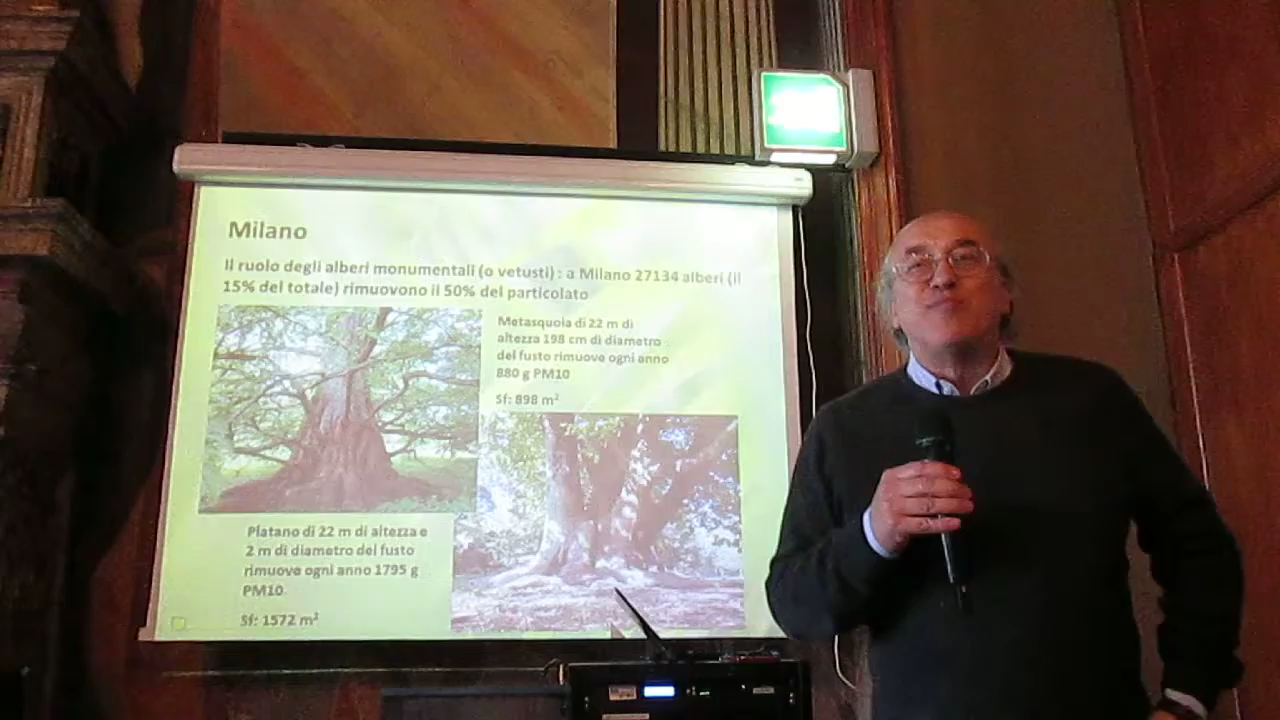 Milano
Il ruolo degli alberi monumentali (o vetusti) : a Milano 27134 alberi (il
15% del totale) rimuovono il 50% del particolato
Metasquoia di 22 m di
altezza 198 cm di diametro
del fusto rimuove ogni anno
880 g PM10
Sf: 898 m²
Platano di 22 m di altezza e
2 m di diametro del fusto
rimuove ogni anno 1795 g
PM10
Sf: 1572 m²